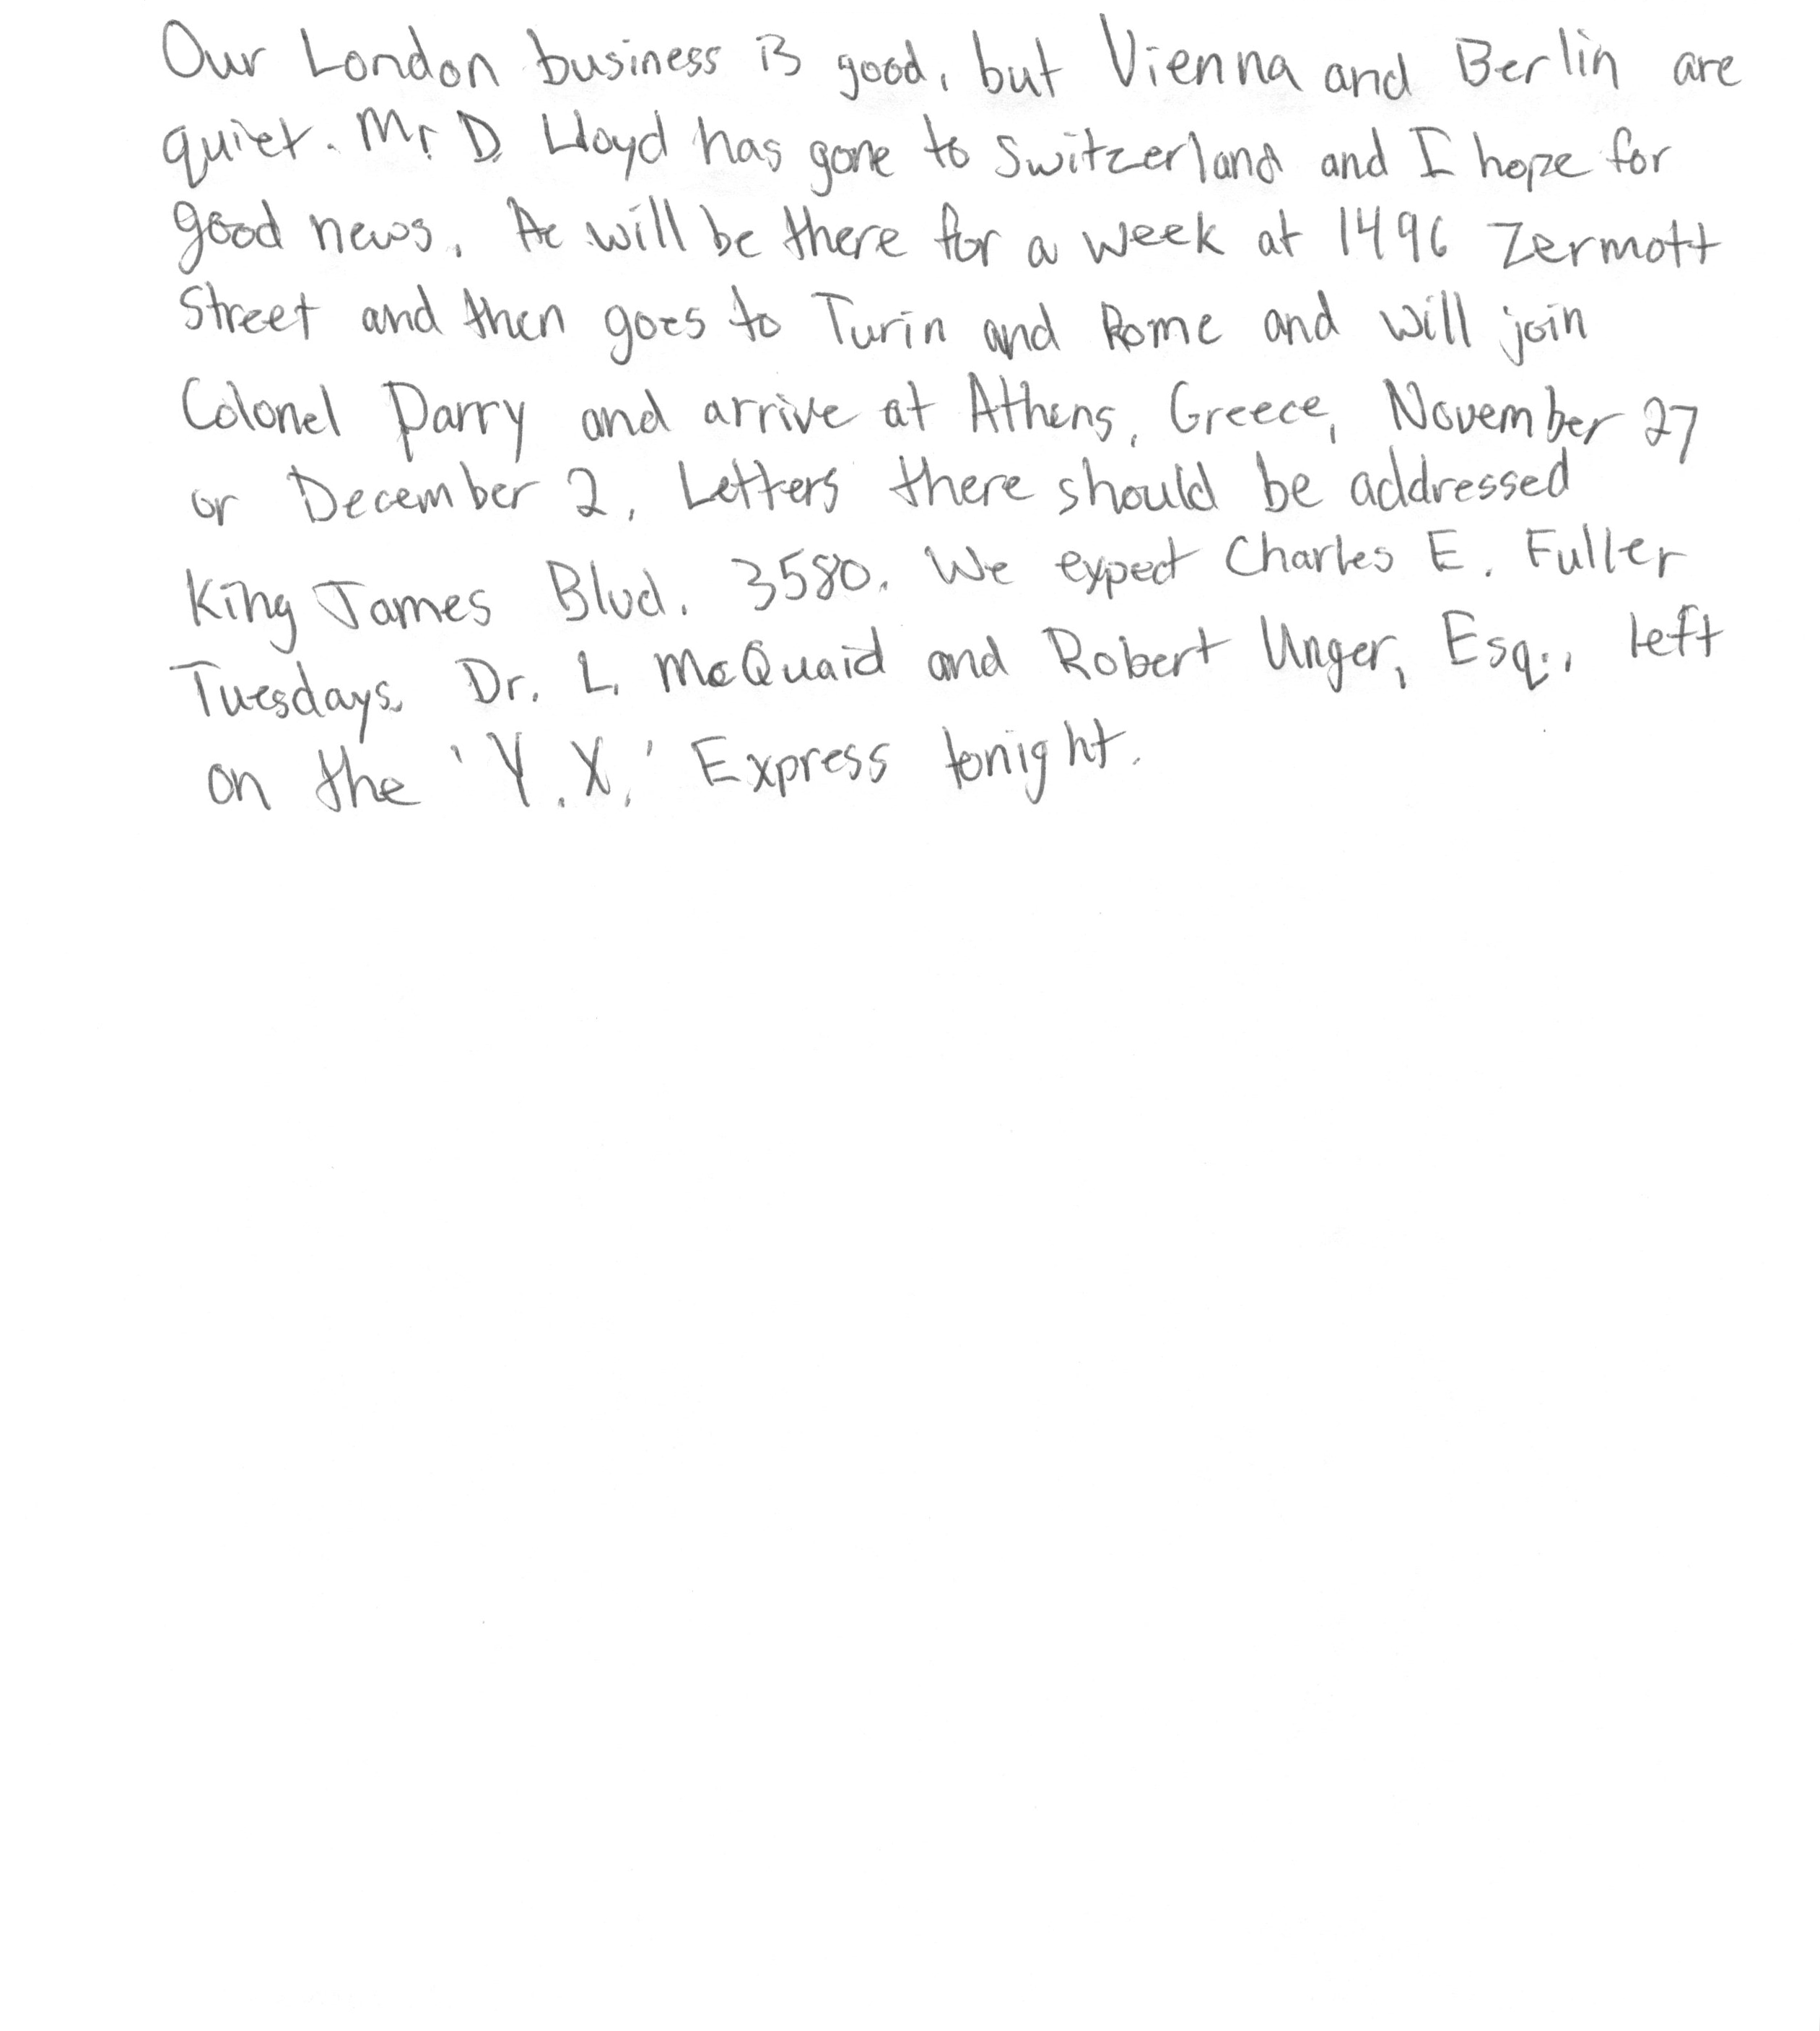 Our London business is good, but Vienna and Berlin are
quiet. Mr. D. Lloyd has gone to Switzerland and I hope for
good news. He will be there for a week at 1496 Zermott
Street and then goes to Turin and Rome and will join
Colonel Parry and arrive at Athens, Greece, November 27
or December 2. Letters there should be addressed
King James Blvd. 3580. We expect Charles E. Fuller
Tuesdays. Dr. L. McQuaid and Robert Unger, Esq., left
on the 'Y.X.' Express tonight.